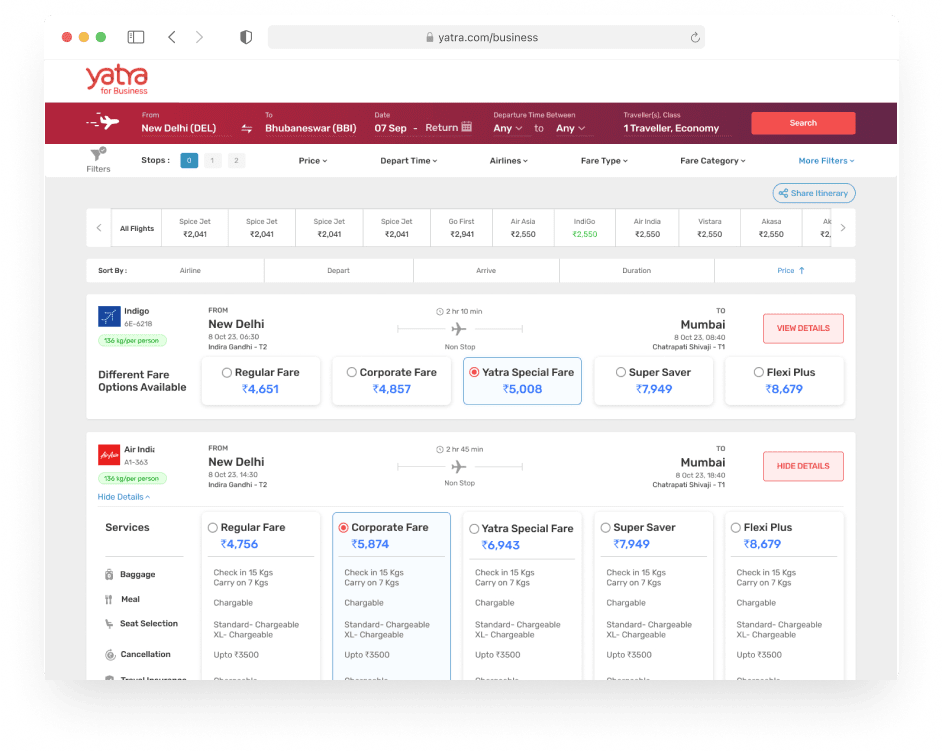 yatra.com/business
yatra
for Business
From To Date Departure Time Between Traveller(s), Class
New Delhi (DEL) Bhubaneswar (BBI) 07 Sep - Return Any to Any 1 Traveller, Economy Search
Filters Stops : 0 1 2 Price Depart Time Airlines Fare Type Fare Category More Filters
Share Itinerary
All Flights
Spice Jet Spice Jet Spice Jet Spice Jet Go First Air Asia IndiGo Air India Vistara Akasa Ak
₹2,041 ₹2,041 ₹2,041 ₹2,041 ₹2,941 ₹2,550 ₹2,550 ₹2,550 ₹2,550 ₹2,550 ₹2,
Sort By : Airline Depart Arrive Duration Price ↑
Indigo
6E-6218
136 kg/per person
FROM
New Delhi
8 Oct 23, 06:30
Indira Gandhi - T2
2 hr 10 min
Non Stop
TO
Mumbai
8 Oct 23, 08:40
Chatrapati Shivaji - T1
VIEW DETAILS
Different Fare
Options Available
Regular Fare
₹4,651
Corporate Fare
₹4,857
Yatra Special Fare
₹5,008
Super Saver
₹7,949
Flexi Plus
₹8,679
AirAsia
Air Indi
A1-363
136 kg/per person
Hide Details
FROM
New Delhi
8 Oct 23, 14:30
Indira Gandhi - T2
2 hr 45 min
Non Stop
TO
Mumbai
8 Oct 23, 18:40
Chatrapati Shivaji - T1
HIDE DETAILS
Services
Regular Fare Corporate Fare Yatra Special Fare Super Saver Flexi Plus
₹4,756 ₹5,874 ₹6,943 ₹7,949 ₹8,679
Baggage
Check in 15 Kgs Check in 15 Kgs Check in 15 Kgs Check in 15 Kgs Check in 15 Kgs
Carry on 7 Kgs Carry on 7 Kgs Carry on 7 Kgs Carry on 7 Kgs Carry on 7 Kgs
Meal Chargable Chargable Chargable Chargable Chargable
Seat Selection
Standard- Chargeable Standard- Chargeable Standard- Chargeable Standard- Chargeable Standard- Chargeable
XL- Chargeable XL- Chargeable XL- Chargeable XL- Chargeable XL- Chargeable
Cancellation Upto ₹3500 Upto ₹3500 Upto ₹3500 Upto ₹3500 Upto ₹3500
Travel Insurance